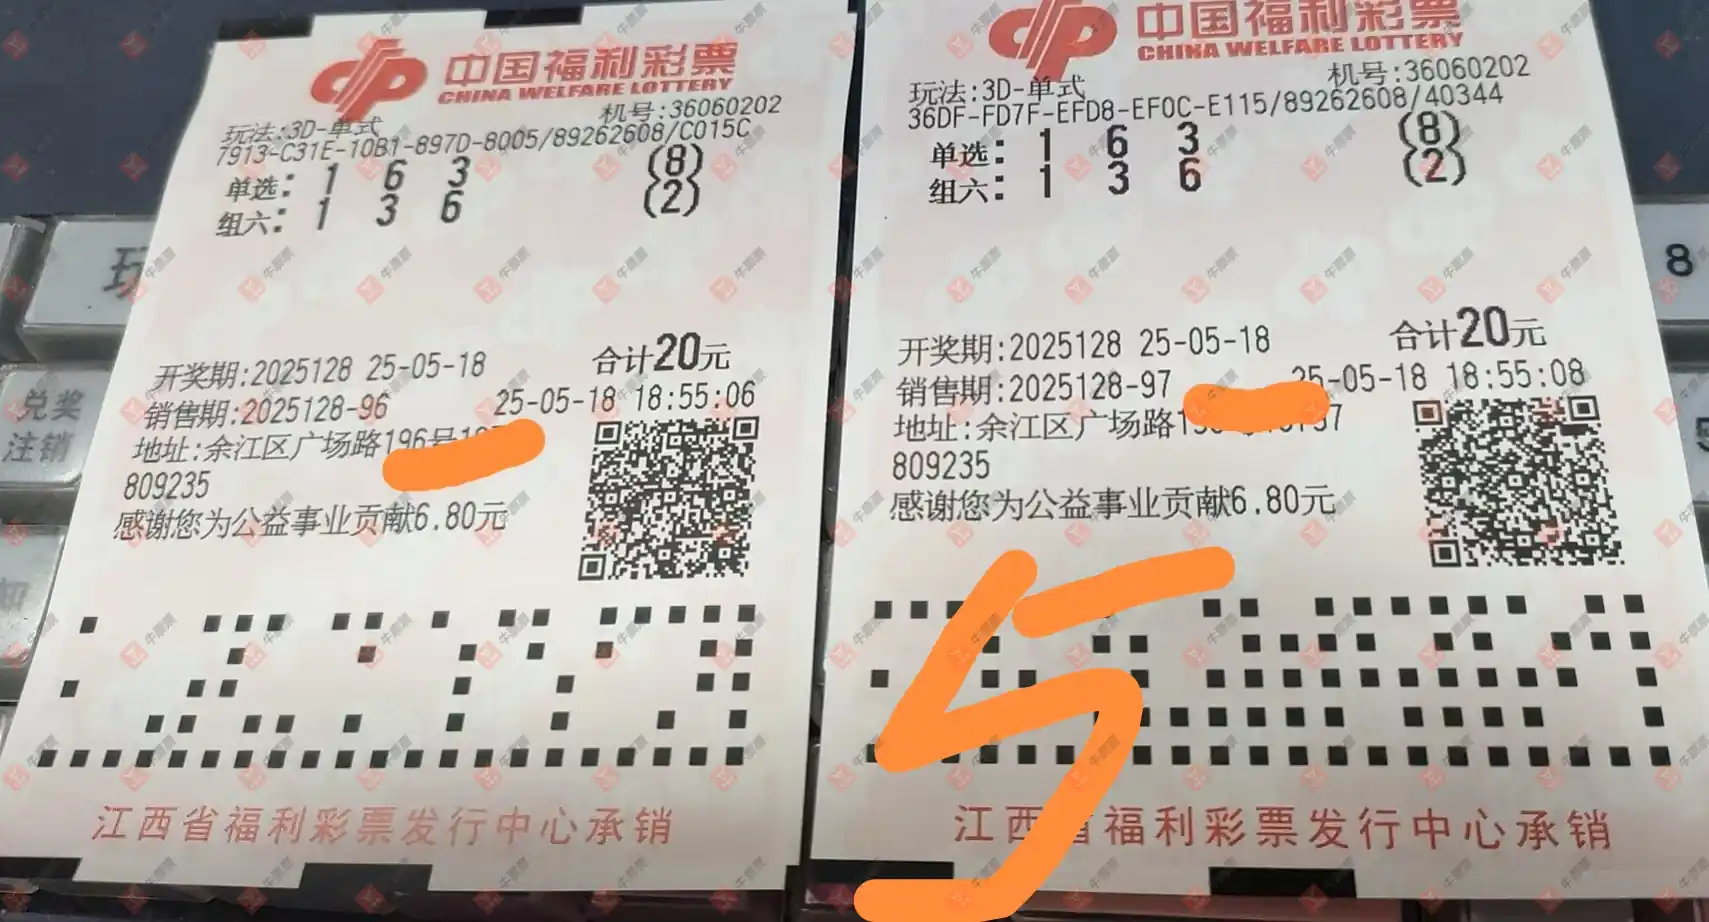 中国福利彩票
CHINA WELFARE LOTTERY
机号:36060202
玩法:3D-单式
7913-C31E-10B1-897D-8005/89262608/C015C
单选: 1 6 3 (8)
组六: 1 3 6 (2)
合计20元
开奖期:2025128 25-05-18
销售期:2025128-96 25-05-18 18:55:06
地址:余江区广场路196号
809235
感谢您为公益事业贡献6.80元
江西省福利彩票发行中心承销
中国福利彩票
CHINA WELFARE LOTTERY
机号:36060202
玩法:3D-单式
36DF-FD7F-EFD8-EF0C-E115/89262608/40344
单选: 1 6 3 (8)
组六: 1 3 6 (2)
合计20元
开奖期:2025128 25-05-18
销售期:2025128-97 25-05-18 18:55:08
地址:余江区广场路
809235
感谢您为公益事业贡献6.80元
5
江西省福利彩票发行中心承销
玩
兑奖
注销
8